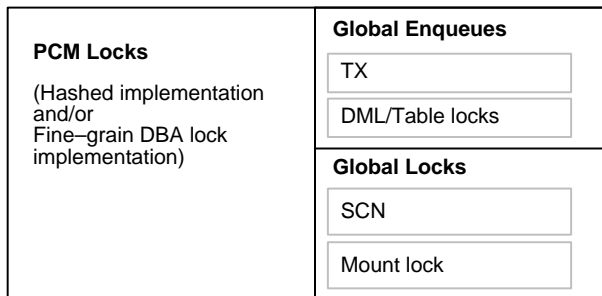 PCM Locks
(Hashed implementation
and/or
Fine–grain DBA lock
implementation)
Global Enqueues
TX
DML/Table locks
Global Locks
SCN
Mount lock